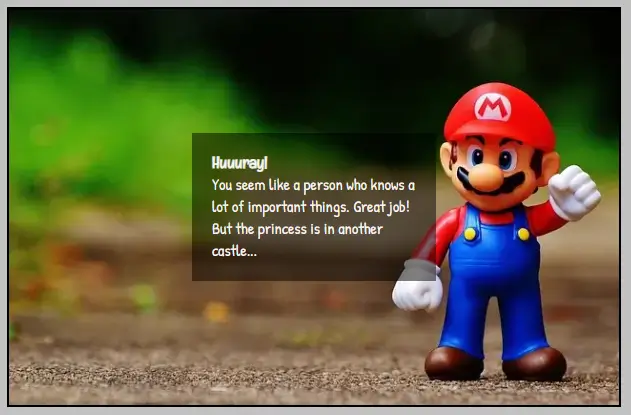 Huuuray!
You seem like a person who knows a
lot of important things. Great job!
But the princess is in another
castle...
M